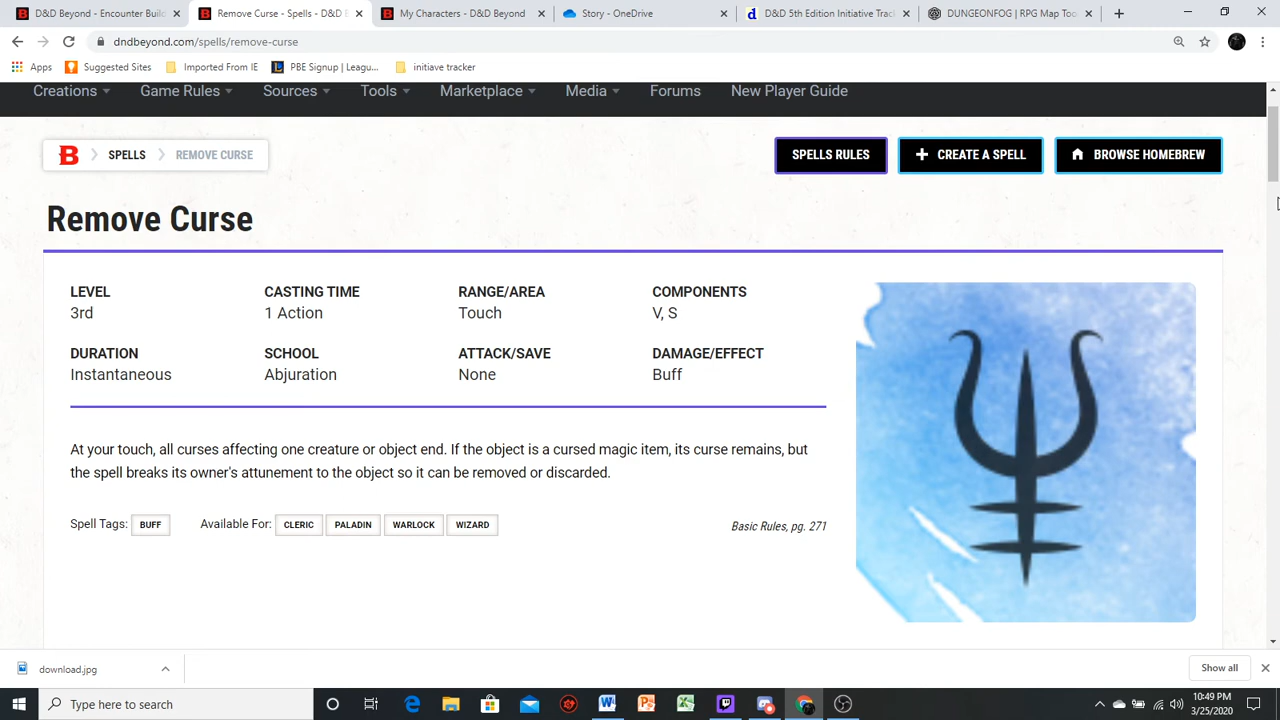 D&D Beyond - Encounter Build
Remove Curse - Spells - D&D B
My Characters - D&D Beyond
Story - OneDrive
D&D 5th Edition Initiative Track
DUNGEONFOG | RPG Map Too
dndbeyond.com/spells/remove-curse
Apps
Suggested Sites
Imported From IE
PBE Signup | Leagu...
initiave tracker
Creations
Game Rules
Sources
Tools
Marketplace
Media
Forums
New Player Guide
SPELLS
REMOVE CURSE
SPELLS RULES
CREATE A SPELL
BROWSE HOMEBREW
Remove Curse
LEVEL
3rd
CASTING TIME
1 Action
RANGE/AREA
Touch
COMPONENTS
V, S
DURATION
Instantaneous
SCHOOL
Abjuration
ATTACK/SAVE
None
DAMAGE/EFFECT
Buff
At your touch, all curses affecting one creature or object end. If the object is a cursed magic item, its curse remains, but
the spell breaks its owner's attunement to the object so it can be removed or discarded.
Spell Tags: BUFF
Available For: CLERIC PALADIN WARLOCK WIZARD
Basic Rules, pg. 271
download.jpg
Show all
Type here to search
10:49 PM
3/25/2020